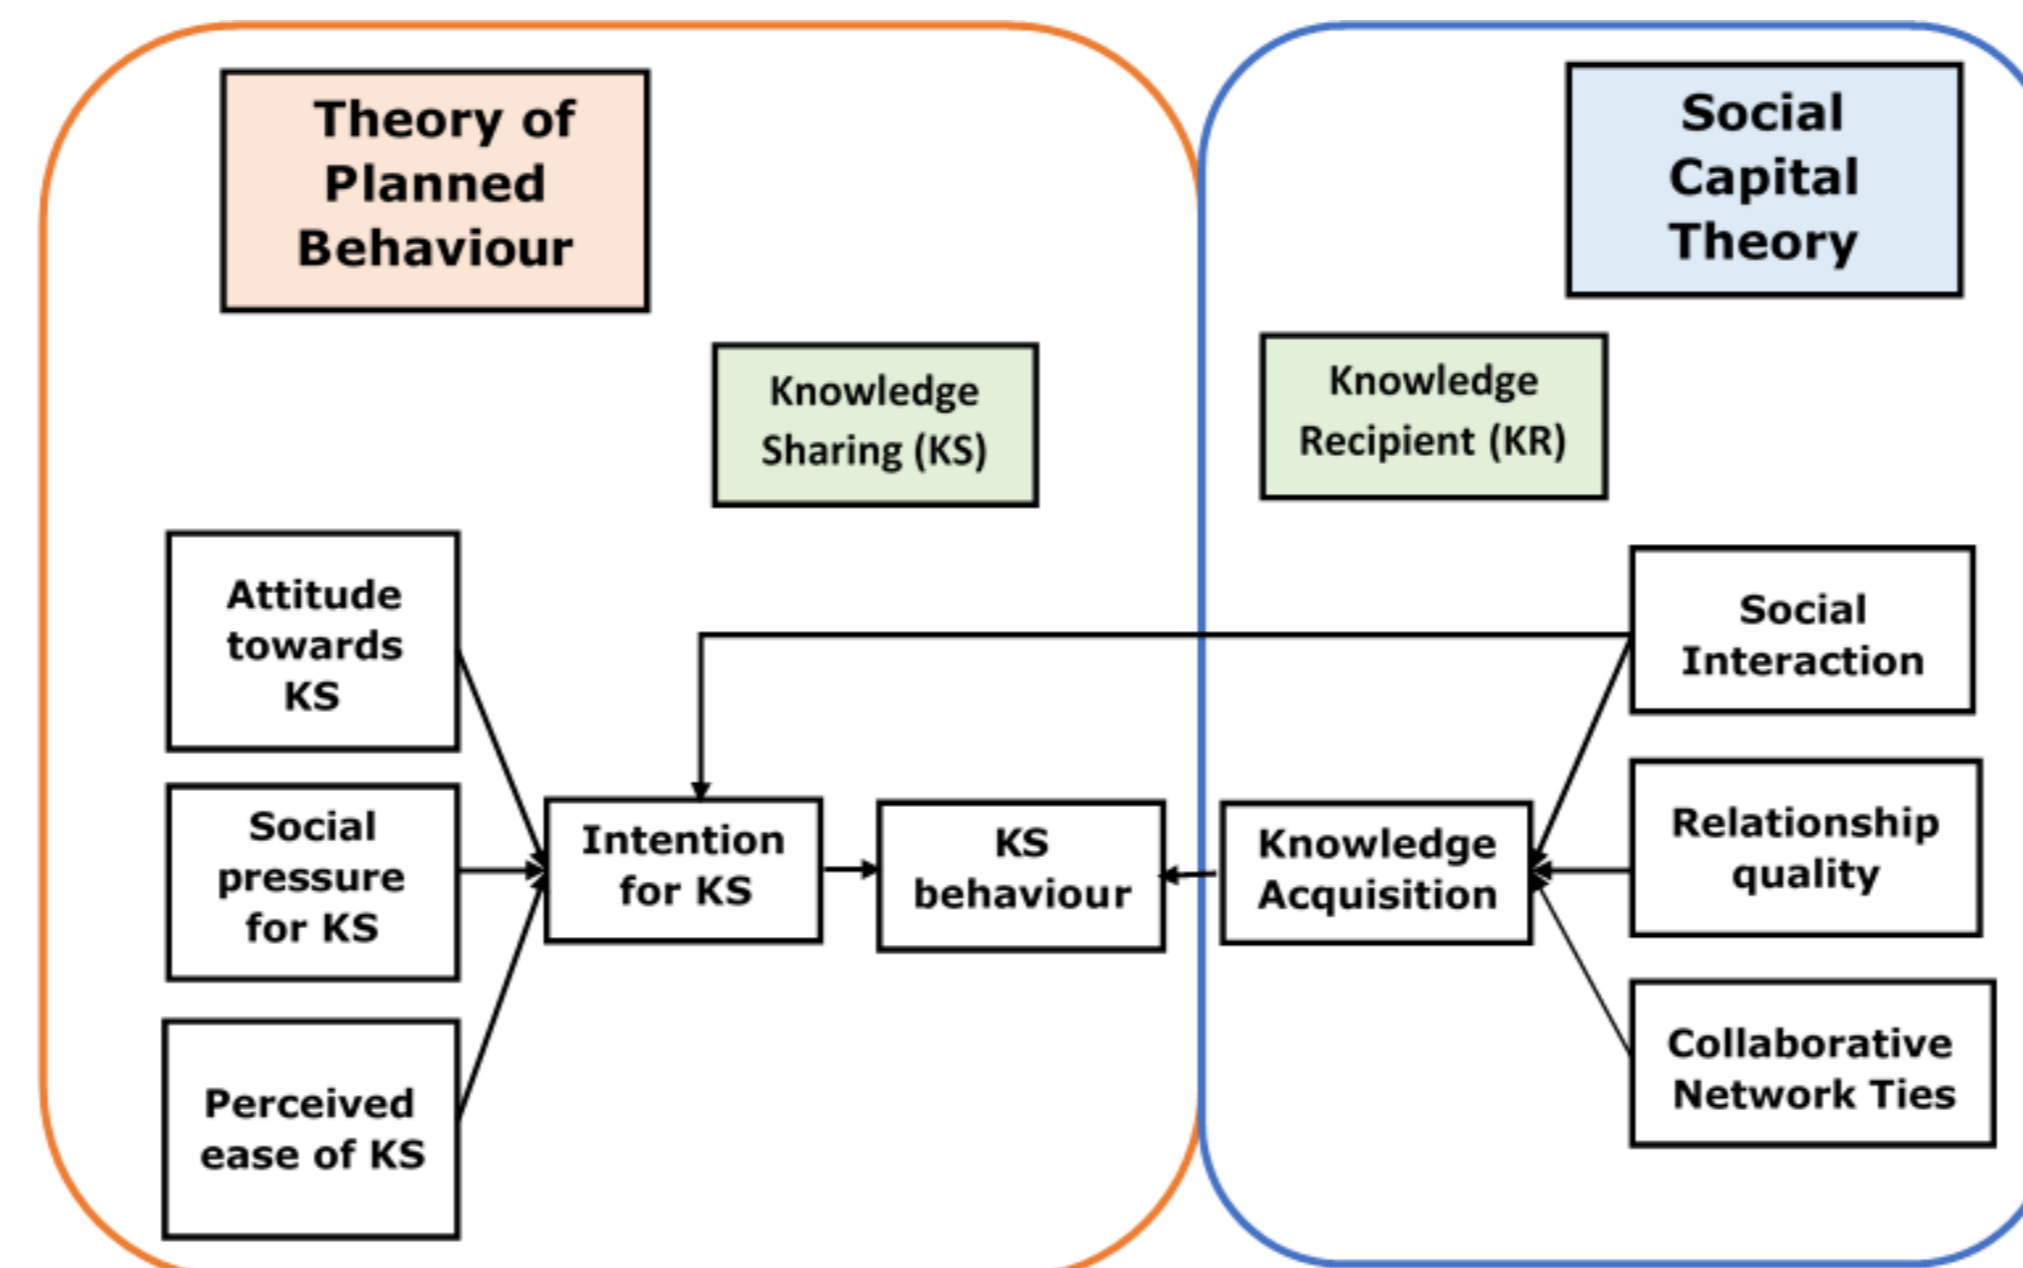 Theory of
Planned
Behaviour
Social
Capital
Theory
Knowledge
Sharing (KS)
Knowledge
Recipient (KR)
Attitude
towards
KS
Social
pressure
for KS
Perceived
ease of KS
Intention
for KS
KS
behaviour
Knowledge
Acquisition
Social
Interaction
Relationship
quality
Collaborative
Network Ties